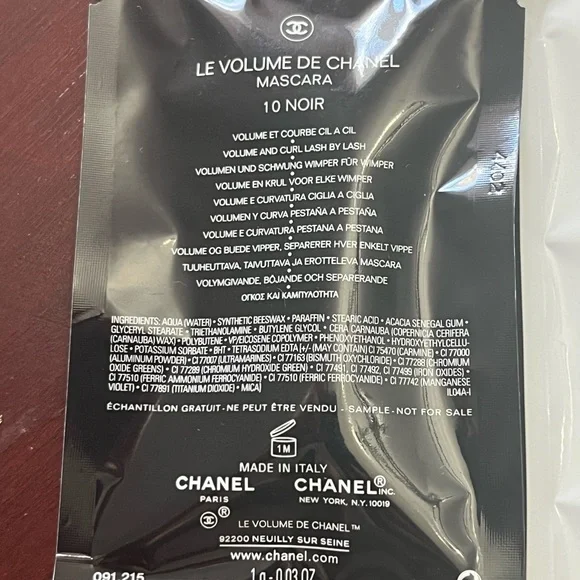 LE VOLUME DE CHANEL
MASCARA
10 NOIR
VOLUME ET COURBE CIL A CIL
VOLUME AND CURL LASH BY LASH
VOLUMEN UND SCHWUNG WIMPER FÜR WIMPER
VOLUME EN KRUL VOOR ELKE WIMPER
VOLUME E CURVATURA CIGLIA A CIGLIA
VOLUMEN Y CURVA PESTAÑA A PESTAÑA
VOLUME E CURVATURA PESTANA A PESTANA
VOLUME OG BUEDE VIPPER, SEPARERER HVER ENKELT VIPPE
TUUHEUTTAVA, TAIVUTTAVA JA EROTTELEVA MASCARA
VOLYMGIVANDE, BÖJANDE OCH SEPARERANDE
ΟΓΚΟΣ ΚΑΙ ΚΑΜΠΥΛΟΤΗΤΑ
4402
INGREDIENTS: AQUA (WATER) • SYNTHETIC BEESWAX • PARAFFIN • STEARIC ACID • ACACIA SENEGAL GUM •
GLYCERYL STEARATE • TRIETHANOLAMINE • BUTYLENE GLYCOL • CERA CARNAUBA (COPERNICIA CERIFERA
(CARNAUBA) WAX) • POLYBUTENE • VP/EICOSENE COPOLYMER • PHENOXYETHANOL • HYDROXYETHYLCELLU-
LOSE • POTASSIUM SORBATE • BHT • TETRASODIUM EDTA [+/- (MAY CONTAIN) CI 75470 (CARMINE) • CI 77000
(ALUMINUM POWDER) • CI 77007 (ULTRAMARINES) • CI 77163 (BISMUTH OXYCHLORIDE) • CI 77288 (CHROMIUM
OXIDE GREENS) • CI 77289 (CHROMIUM HYDROXIDE GREEN) • CI 77491, CI 77492, CI 77499 (IRON OXIDES) •
CI 77510 (FERRIC AMMONIUM FERROCYANIDE) • CI 77510 (FERRIC FERROCYANIDE) • CI 77742 (MANGANESE
VIOLET) • CI 77891 (TITANIUM DIOXIDE) • MICA] IL04A-I
ÉCHANTILLON GRATUIT - NE PEUT ÊTRE VENDU - SAMPLE - NOT FOR SALE
1M
MADE IN ITALY
CHANEL CHANEL® INC.
PARIS NEW YORK, N.Y. 10019
® LE VOLUME DE CHANEL™
92200 NEUILLY SUR SEINE
www.chanel.com
091.215 1g - 0.03 OZ